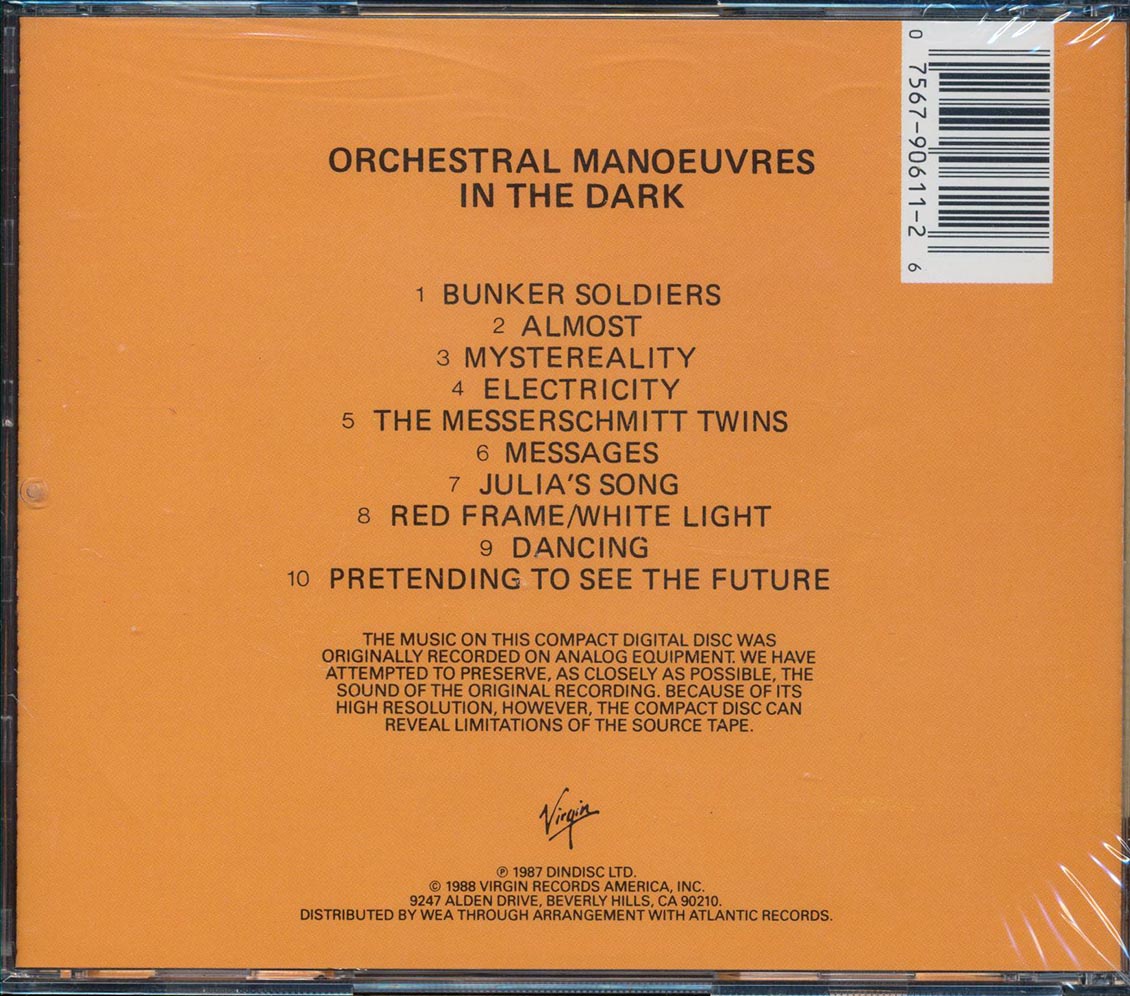 0 7567-90611-2 6
ORCHESTRAL MANOEUVRES
IN THE DARK
1 BUNKER SOLDIERS
2 ALMOST
3 MYSTEREALITY
4 ELECTRICITY
5 THE MESSERSCHMITT TWINS
6 MESSAGES
7 JULIA'S SONG
8 RED FRAME/WHITE LIGHT
9 DANCING
10 PRETENDING TO SEE THE FUTURE
THE MUSIC ON THIS COMPACT DIGITAL DISC WAS
ORIGINALLY RECORDED ON ANALOG EQUIPMENT. WE HAVE
ATTEMPTED TO PRESERVE, AS CLOSELY AS POSSIBLE, THE
SOUND OF THE ORIGINAL RECORDING. BECAUSE OF ITS
HIGH RESOLUTION, HOWEVER, THE COMPACT DISC CAN
REVEAL LIMITATIONS OF THE SOURCE TAPE.
Virgin
℗ 1987 DINDISC LTD.
© 1988 VIRGIN RECORDS AMERICA, INC.
9247 ALDEN DRIVE, BEVERLY HILLS, CA 90210.
DISTRIBUTED BY WEA THROUGH ARRANGEMENT WITH ATLANTIC RECORDS.